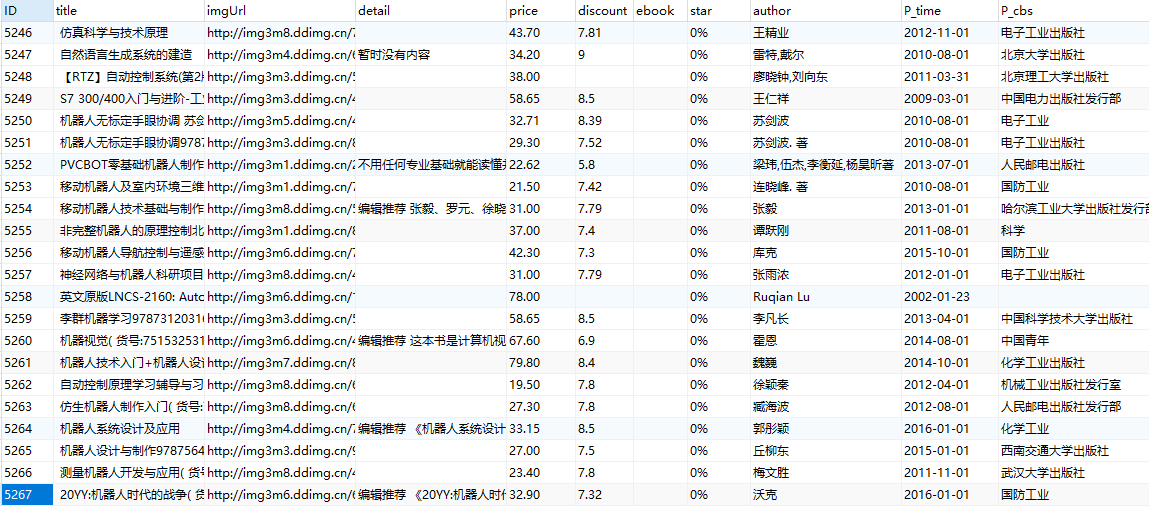 ID title imgUrl detail price discount ebook star author P_time P_cbs
5246 仿真科学与技术原理 http://img3m8.ddimg.cn/7 43.70 7.81 0% 王精业 2012-11-01 电子工业出版社
5247 自然语言生成系统的建造 http://img3m4.ddimg.cn/6 暂时没有内容 34.20 9 0% 雷特,戴尔 2010-08-01 北京大学出版社
5248 【RTZ】自动控制系统(第2版 http://img3m3.ddimg.cn/5 38.00 0% 廖晓钟,刘向东 2011-03-31 北京理工大学出版社
5249 S7 300/400入门与进阶-工业 http://img3m3.ddimg.cn/4 58.65 8.5 0% 王仁祥 2009-03-01 中国电力出版社发行部
5250 机器人无标定手眼协调 苏剑 http://img3m5.ddimg.cn/4 32.71 8.39 0% 苏剑波 2010-08-01 电子工业
5251 机器人无标定手眼协调9787 http://img3m3.ddimg.cn/8 29.30 7.52 0% 苏剑波. 著 2010-08-01 电子工业出版社
5252 PVCBOT零基础机器人制作 http://img3m1.ddimg.cn/2 不用任何专业基础就能读懂 22.62 5.8 0% 梁玮,伍杰,李衡延,杨昊昕著 2013-07-01 人民邮电出版社
5253 移动机器人及室内环境三维 http://img3m1.ddimg.cn/7 21.50 7.42 0% 连晓峰. 著 2010-08-01 国防工业
5254 移动机器人技术基础与制作 http://img3m8.ddimg.cn/5 编辑推荐 张毅、罗元、徐晓 31.00 7.79 0% 张毅 2013-01-01 哈尔滨工业大学出版社发行部
5255 非完整机器人的原理控制北 http://img3m1.ddimg.cn/8 37.00 7.4 0% 谭跃刚 2011-08-01 科学
5256 移动机器人导航控制与遥感 http://img3m6.ddimg.cn/7 42.30 7.3 0% 库克 2015-10-01 国防工业
5257 神经网络与机器人科研项目 http://img3m8.ddimg.cn/4 31.00 7.79 0% 张雨浓 2012-01-01 电子工业出版社
5258 英文原版LNCS-2160: Auto http://img3m6.ddimg.cn/ 78.00 0% Ruqian Lu 2002-01-23
5259 李群机器学习978731203​1 http://img3m3.ddimg.cn/5 58.65 8.5 0% 李凡长 2013-04-01 中国科学技术大学出版社
5260 机器视觉( 货号:751532531 http://img3m6.ddimg.cn/4 编辑推荐 这本书是计算机视 67.60 6.9 0% 霍恩 2014-08-01 中国青年
5261 机器人技术入门+机器人设计 http://img3m7.ddimg.cn/8 79.80 8.4 0% 魏巍 2014-10-01 化学工业出版社
5262 自动控制原理学习辅导与习 http://img3m8.ddimg.cn/6 19.50 7.8 0% 徐颖秦 2012-04-01 机械工业出版社发行室
5263 仿生机器人制作入门( 货号: http://img3m8.ddimg.cn/6 27.30 7.8 0% 臧海波 2012-08-01 人民邮电出版社发行部
5264 机器人系统设计及应用 http://img3m4.ddimg.cn/7 编辑推荐 《机器人系统设计 33.15 8.5 0% 郭彤颖 2016-01-01 化学工业
5265 机器人设计与制作9787564 http://img3m3.ddimg.cn/9 27.00 7.5 0% 丘柳东 2015-01-01 西南交通大学出版社
5266 测量机器人开发与应用( 货号 http://img3m8.ddimg.cn/4 23.40 7.8 0% 梅文胜 2011-11-01 武汉大学出版社
5267 20YY:机器人时代的战争( 货 http://img3m6.ddimg.cn/6 编辑推荐 《20YY:机器人时代 32.90 7.32 0% 沃克 2016-01-01 国防工业